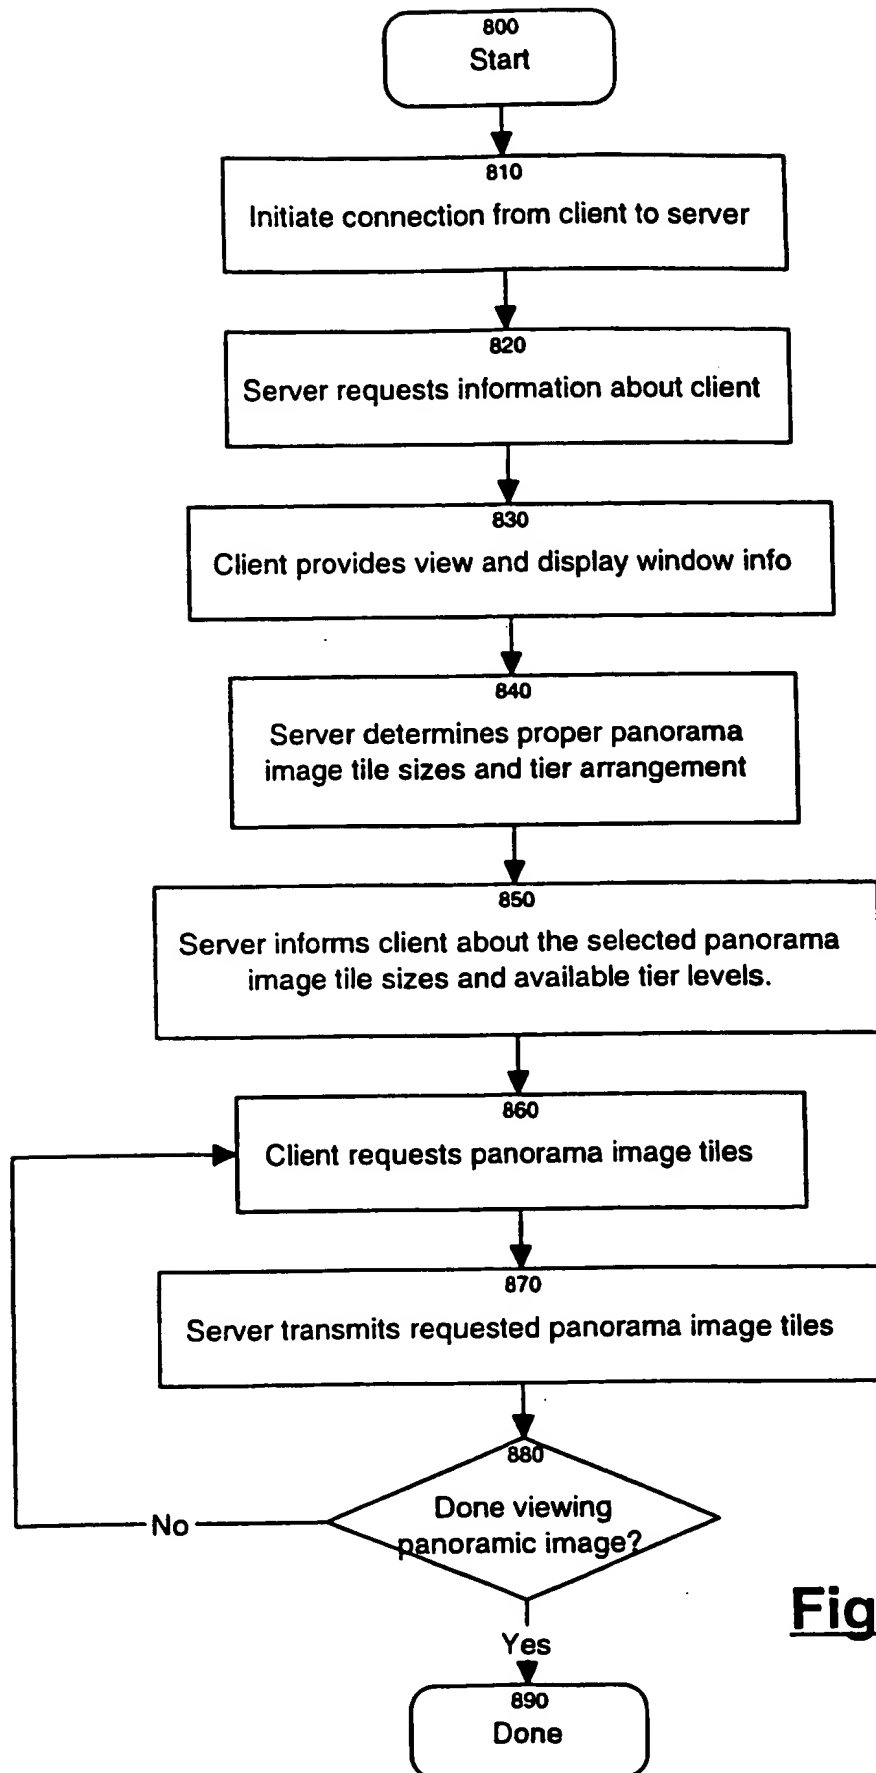 800
Start
810
Initiate connection from client to server
820
Server requests information about client
830
Client provides view and display window info
840
Server determines proper panorama
image tile sizes and tier arrangement
850
Server informs client about the selected panorama
image tile sizes and available tier levels.
860
Client requests panorama image tiles
870
Server transmits requested panorama image tiles
880
Done viewing
panoramic image?
No
Yes
Fig
890
Done